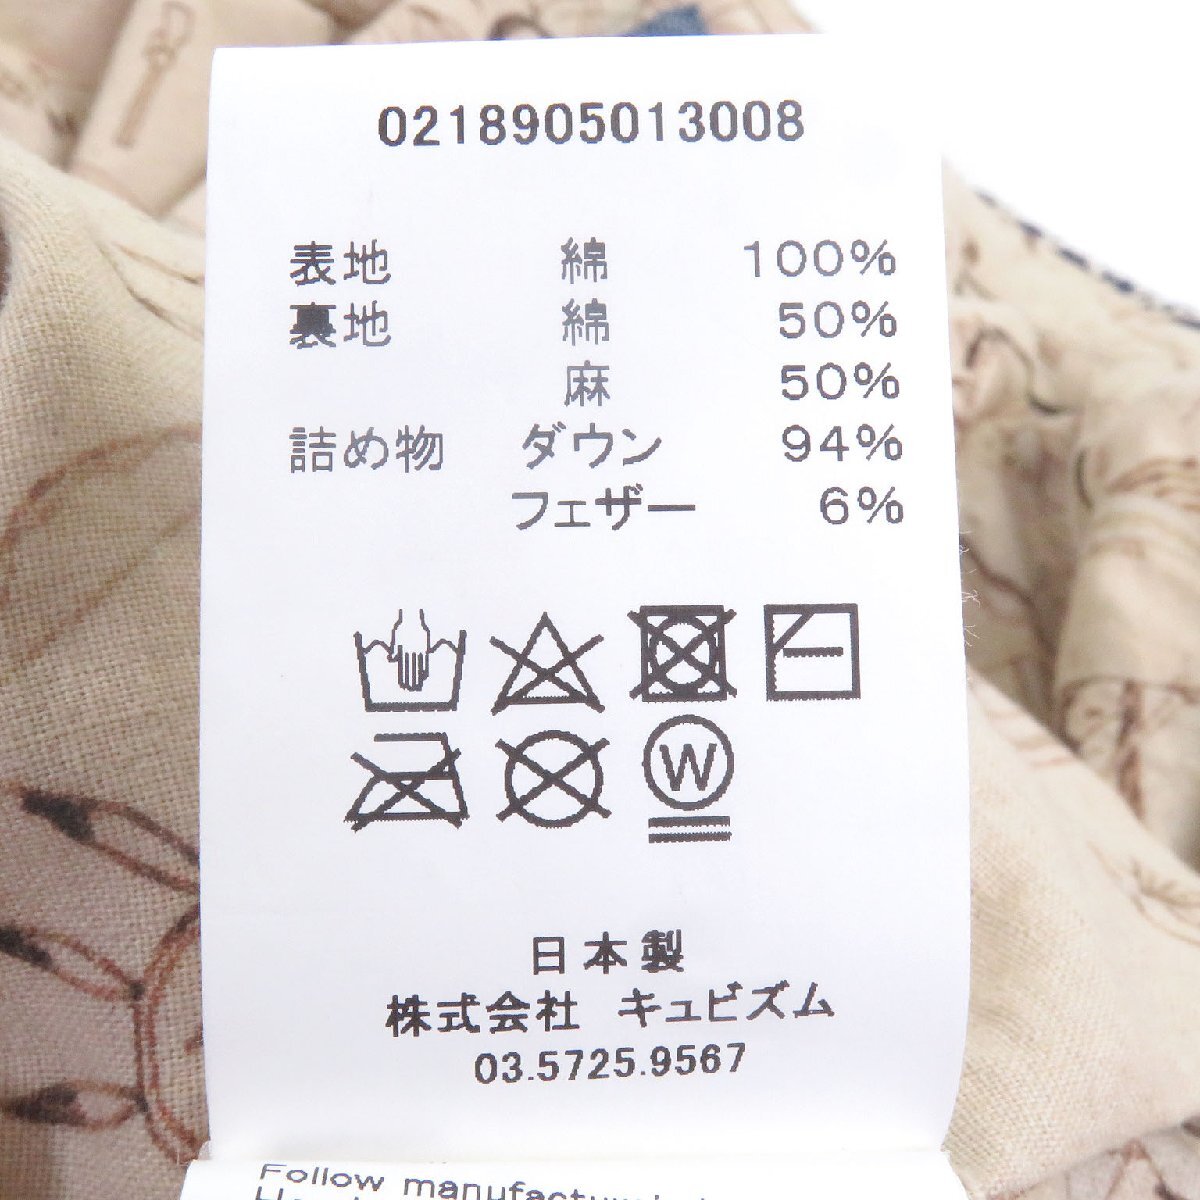 0218905013008
表地 綿 100%
裏地 綿 50%
麻 50%
詰め物 ダウン 94%
フェザー 6%
W
日本製
株式会社 キュビズム
03.5725.9567
Follow